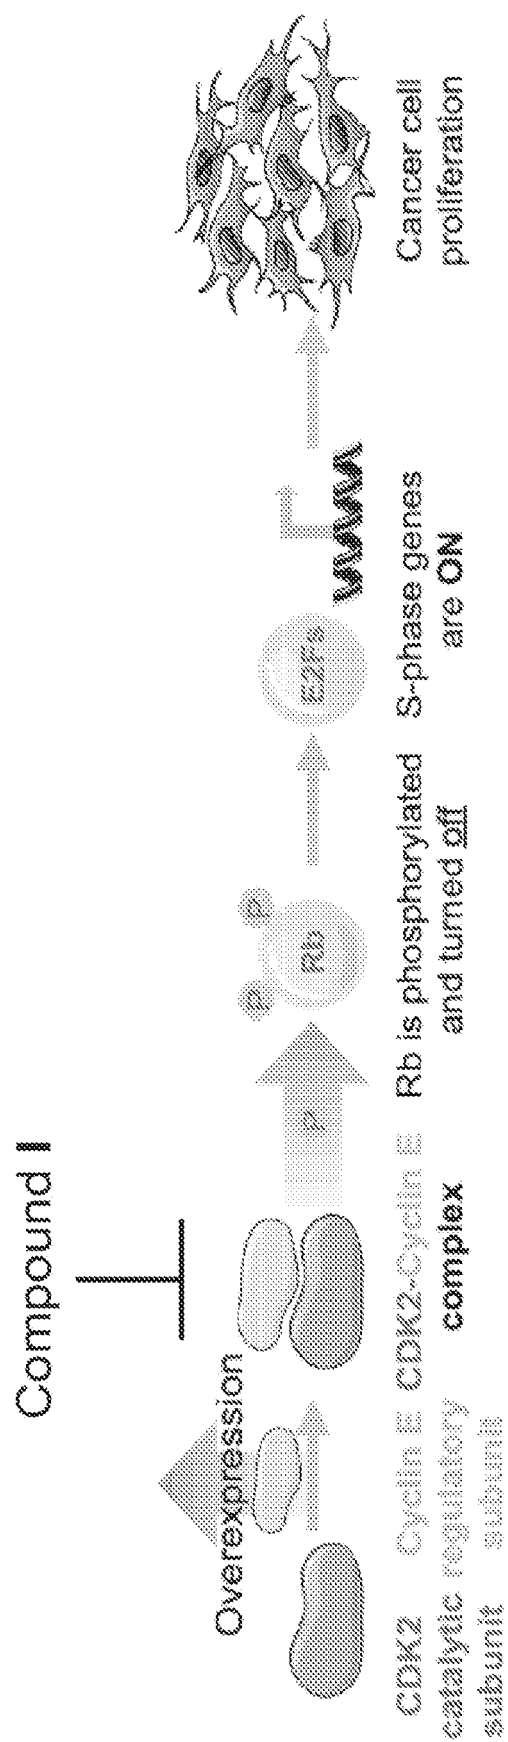 Compound I
Overexpression
P
P
P
Rb
E2Fs
CDK2
catalytic
subunit
Cyclin E
regulatory
subunit
CDK2-Cyclin E
complex
Rb is phosphorylated
and turned off
S-phase genes
are ON
Cancer cell
proliferation